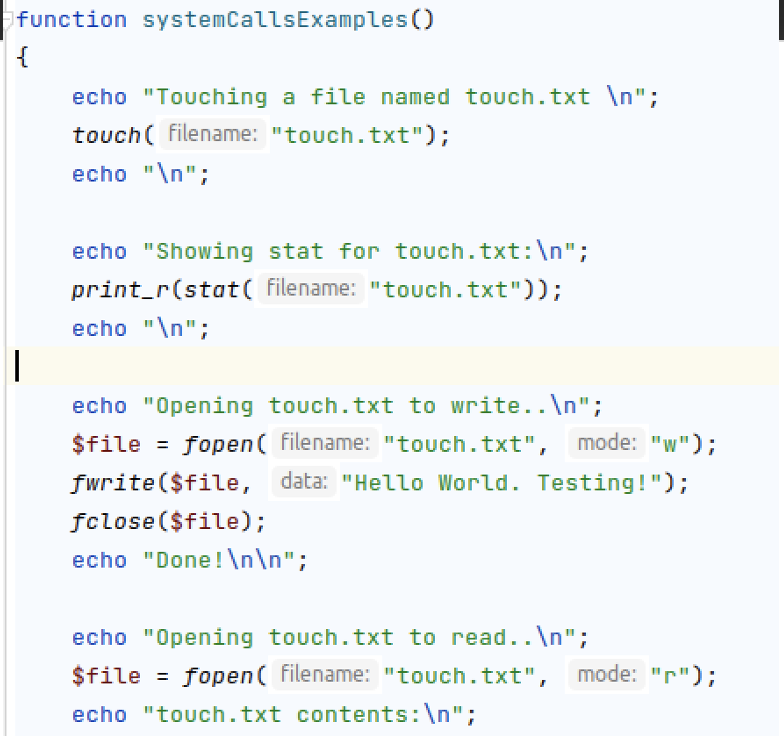 function systemCallsExamples()
{
    echo "Touching a file named touch.txt \n";
    touch( filename: "touch.txt");
    echo "\n";

    echo "Showing stat for touch.txt:\n";
    print_r(stat( filename: "touch.txt"));
    echo "\n";

    echo "Opening touch.txt to write..\n";
    $file = fopen( filename: "touch.txt", mode: "w");
    fwrite($file, data: "Hello World. Testing!");
    fclose($file);
    echo "Done!\n\n";

    echo "Opening touch.txt to read..\n";
    $file = fopen( filename: "touch.txt", mode: "r");
    echo "touch.txt contents:\n";